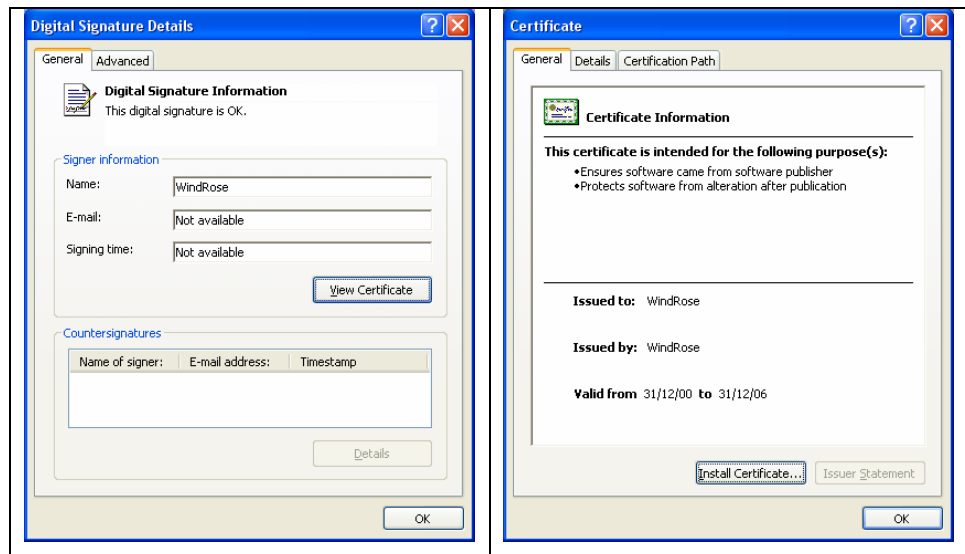 Digital Signature Details
General Advanced
Digital Signature Information
This digital signature is OK.
Signer information
Name: WindRose
E-mail: Not available
Signing time: Not available
View Certificate
Countersignatures
Name of signer: E-mail address: Timestamp
Details
OK
Certificate
General Details Certification Path
Certificate Information
This certificate is intended for the following purpose(s):
•Ensures software came from software publisher
•Protects software from alteration after publication
Issued to: WindRose
Issued by: WindRose
Valid from 31/12/00 to 31/12/06
Install Certificate... Issuer Statement
OK